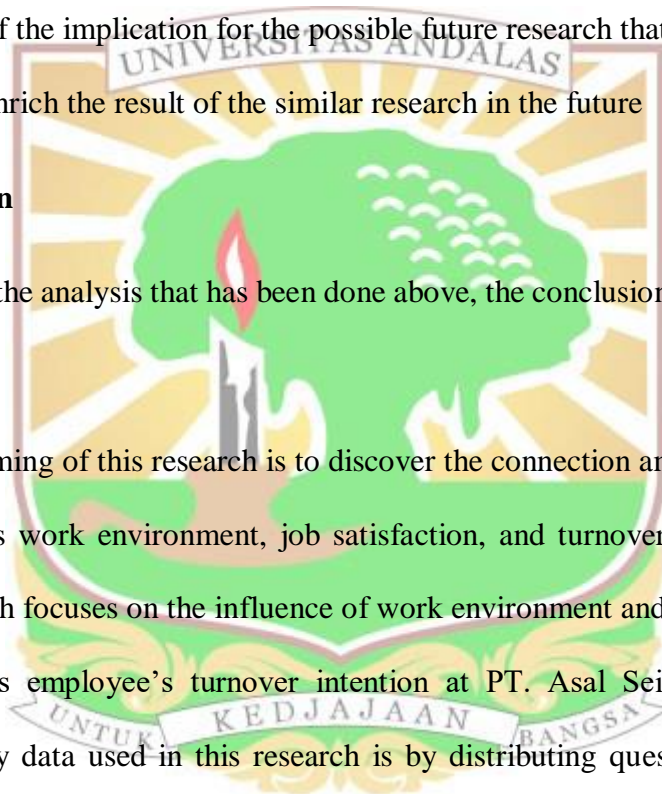 f the implication for the possible future research that
UNIVERSITAS ANDALAS
nrich the result of the similar research in the future
n
the analysis that has been done above, the conclusion
ming of this research is to discover the connection
s work environment, job satisfaction, and turnover
h focuses on the influence of work environment and
s employee’s turnover intention at PT. Asal Sei
UNTUK KEDJAJAAN BANGSA
y data used in this research is by distributing